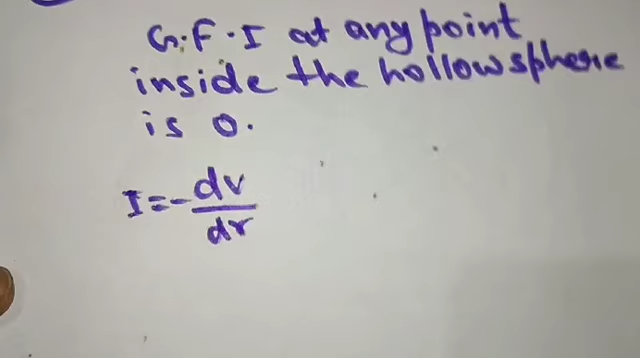 G.F.I at any point
inside the hollow sphere
is 0.
I = - dv
dr